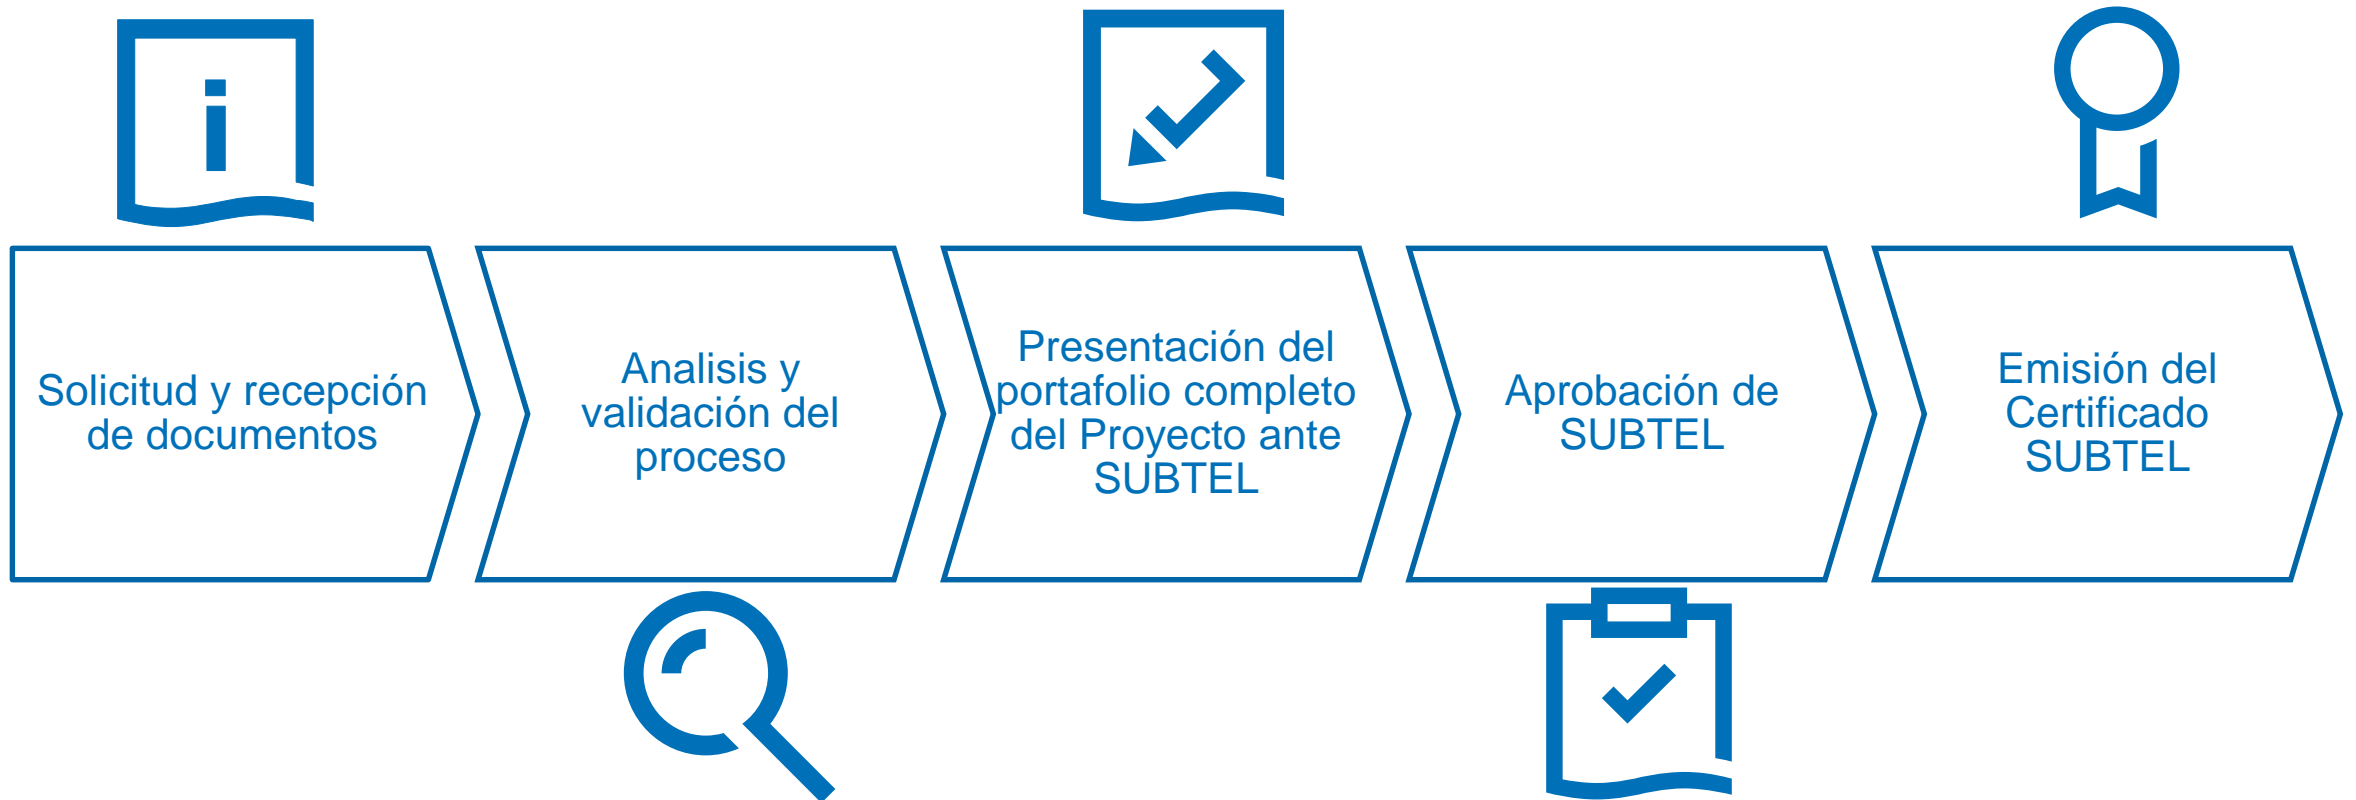 Solicitud y recepción
de documentos
Analisis y
validación del
proceso
Presentación del
portafolio completo
del Proyecto ante
SUBTEL
Aprobación de
SUBTEL
Emisión del
Certificado
SUBTEL